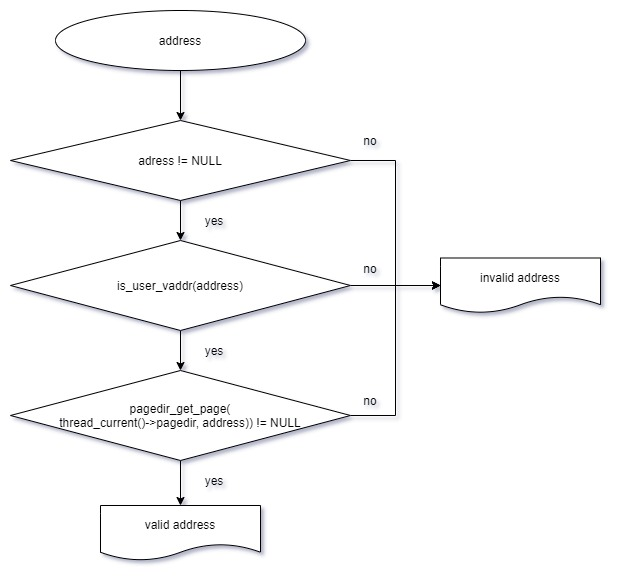 address
no
adress != NULL
yes
no
is_user_vaddr(address)
invalid address
yes
no
pagedir_get_page(
thread_current()->pagedir, address)) != NULL
yes
valid address